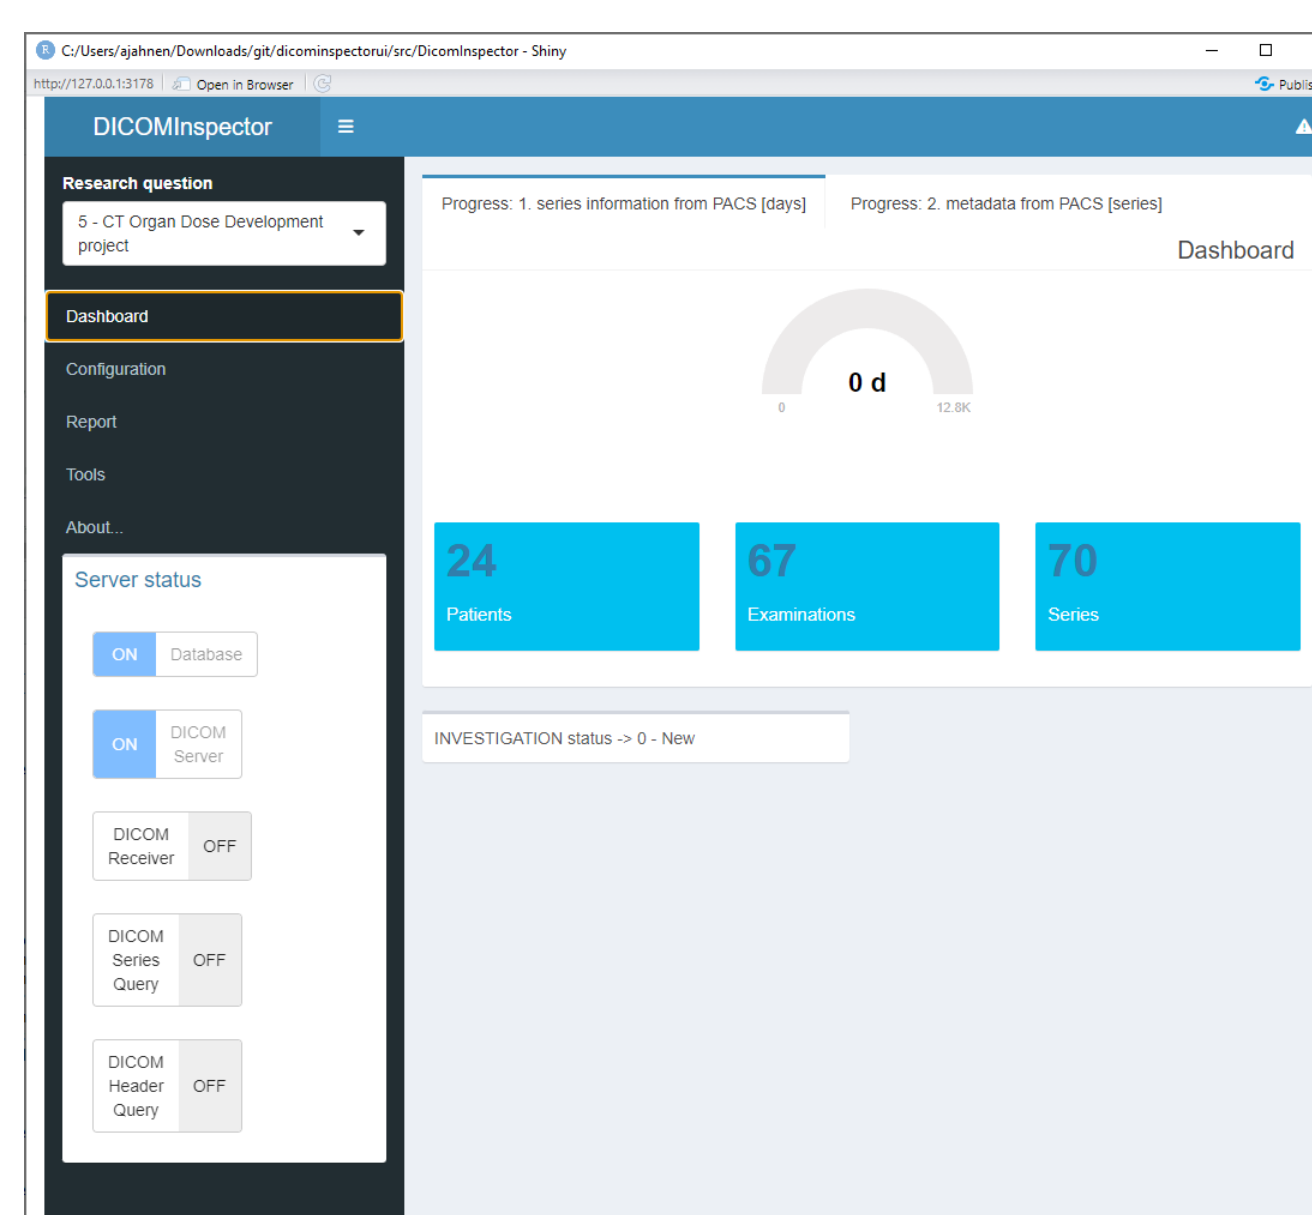 C:/Users/ajahnen/Downloads/git/dicominspectorui/src/DicomInspector - Shiny
http://127.0.0.1:3178 Open in Browser Publis
DICOMInspector
Research question
5 - CT Organ Dose Development
project
Dashboard
Configuration
Report
Tools
About...
Server status
ON Database
ON DICOM
Server
DICOM
Receiver OFF
DICOM
Series OFF
Query
DICOM
Header OFF
Query
Progress: 1. series information from PACS [days] Progress: 2. metadata from PACS [series]
Dashboard
0 d
0 12.8K
24 67 70
Patients Examinations Series
INVESTIGATION status -> 0 - New